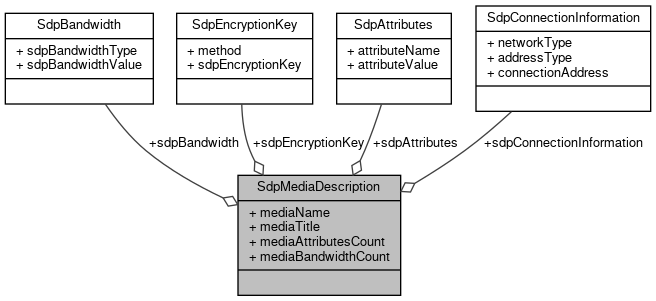 SdpBandwidth
+ sdpBandwidthType
+ sdpBandwidthValue
SdpEncryptionKey
+ method
+ sdpEncryptionKey
SdpAttributes
+ attributeName
+ attributeValue
SdpConnectionInformation
+ networkType
+ addressType
+ connectionAddress
+sdpBandwidth
+sdpEncryptionKey
+sdpAttributes
+sdpConnectionInformation
SdpMediaDescription
+ mediaName
+ mediaTitle
+ mediaAttributesCount
+ mediaBandwidthCount